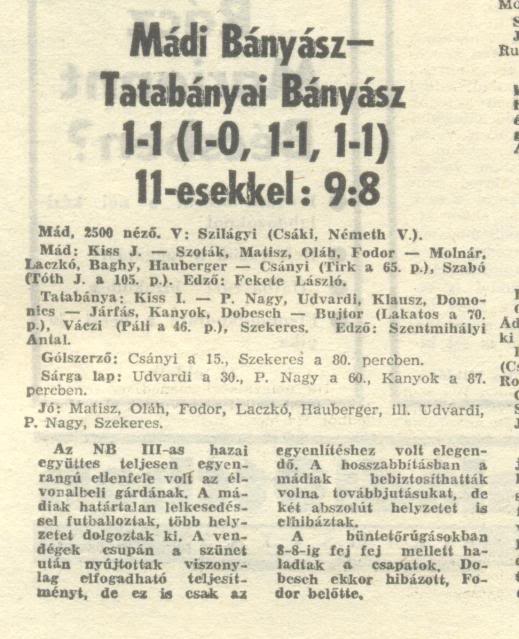 Mádi Bányász—
Tatabányai Bányász
1-1 (1-0, 1-1, 1-1)
11-esekkel: 9:8
Mád, 2500 néző. V: Szilágyi (Csáki, Németh V.).
Mád: Kiss J. — Szoták, Matisz, Oláh, Fodor — Molnár,
Laczkó, Baghy, Hauberger — Csányi (Tirk a 65. p.), Szabó
(Tóth J. a 105. p.). Edző: Fekete László.
Tatabánya: Kiss I. — P. Nagy, Udvardi, Klausz, Domo-
nics — Járfás, Kanyok, Dobesch — Bujtor (Lakatos a 70.
p.), Váczi (Páli a 46. p.), Szekeres. Edző: Szentmihályi
Antal.
Gólszerző: Csányi a 15., Szekeres a 80. percben.
Sárga lap: Udvardi a 30., P. Nagy a 60., Kanyok a 87.
percben.
Jó: Matisz, Oláh, Fodor, Laczkó, Hauberger, ill. Udvardi,
P. Nagy, Szekeres.
Az NB III-as hazai
együttes teljesen egyen-
rangú ellenfele volt az él-
vonalbeli gárdának. A má-
diak határtalan lelkesedés-
sel futballoztak, több hely-
zetet dolgoztak ki. A ven-
dégek csupán a szünet
után nyújtottak viszony-
lag elfogadható teljesít-
ményt, de ez is csak az
egyenlítéshez volt elegen-
dő. A hosszabbításban a
mádiak bebiztosíthatták
volna továbbjutásukat, de
két abszolút helyzetet is
elhibáztak.
A büntetőrúgásokban
8-8-ig fej fej mellett ha-
ladtak a csapatok. Do-
besch ekkor hibázott, Fo-
dor belőtte.